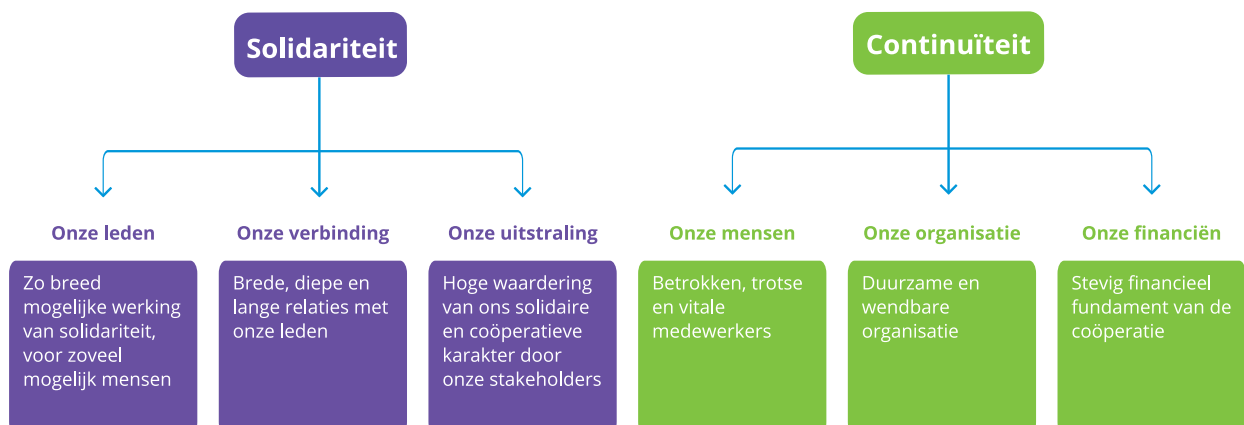 Solidariteit
Continuïteit
Onze leden
Onze verbinding
Onze uitstraling
Onze mensen
Onze organisatie
Onze financiën
Zo breed
mogelijke werking
van solidariteit,
voor zoveel
mogelijk mensen
Brede, diepe en
lange relaties met
onze leden
Hoge waardering
van ons solidaire
en coöperatieve
karakter door
onze stakeholders
Betrokken, trotse
en vitale
medewerkers
Duurzame en
wendbare
organisatie
Stevig financieel
fundament van de
coöperatie